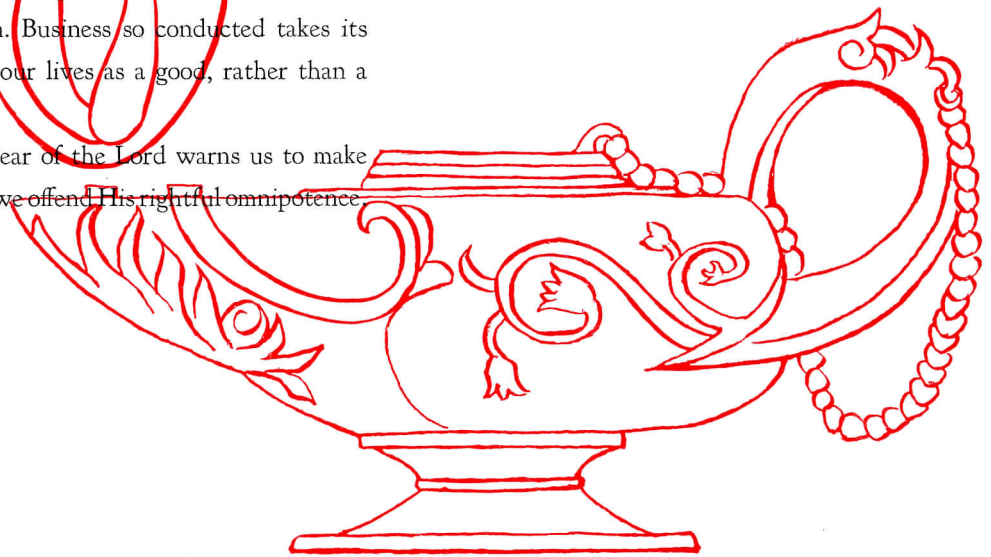 . Business so conducted takes its
our lives as a good, rather than a
ear of the Lord warns us to make
we offend His rightful omnipotence.